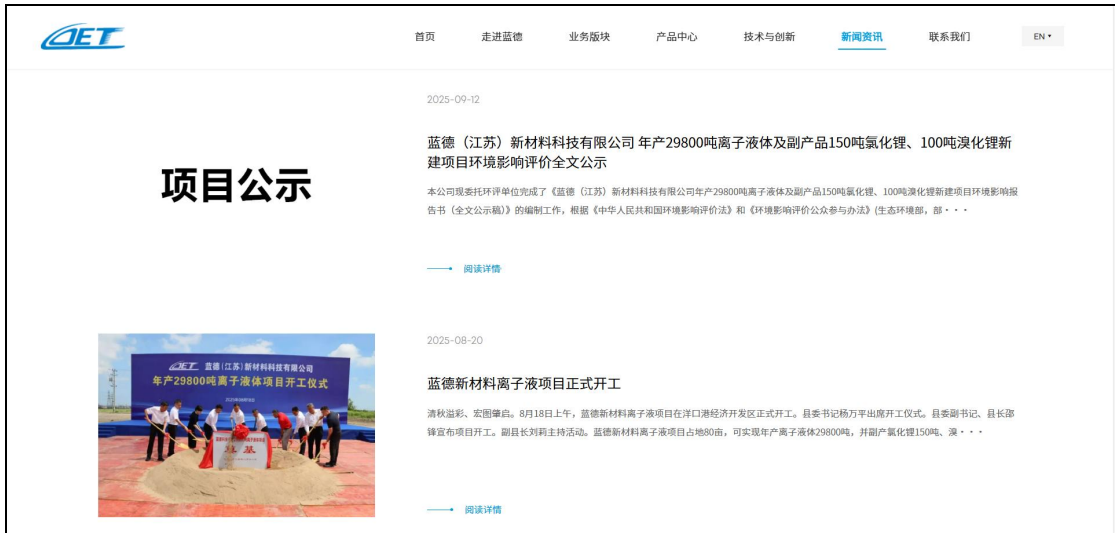 JET
首页 走进蓝德 业务版块 产品中心 技术与创新 新闻资讯 联系我们 EN
项目公示
2025-09-12
蓝德（江苏）新材料科技有限公司 年产29800吨离子液体及副产品150吨氯化锂、100吨溴化锂新
建项目环境影响评价全文公示
本公司现委托环评单位完成了《蓝德（江苏）新材料科技有限公司年产29800吨离子液体及副产品150吨氯化锂、100吨溴化锂新建项目环境影响报
告书（全文公示稿）》的编制工作，根据《中华人民共和国环境影响评价法》和《环境影响评价公众参与办法》(生态环境部，部・・・
阅读详情
JET 蓝德（江苏）新材料科技有限公司
年产29800吨离子液体项目开工仪式
奠基
2025-08-20
蓝德新材料离子液项目正式开工
清秋溢彩、宏图肇启。8月18日上午，蓝德新材料离子液项目在洋口港经济开发区正式开工。县委书记杨万平出席开工仪式。县委副书记、县长邵
锋宣布项目开工。副县长刘莉主持活动。蓝德新材料离子液项目占地80亩，可实现年产离子液体29800吨，并副产氯化锂150吨、溴・・・
阅读详情